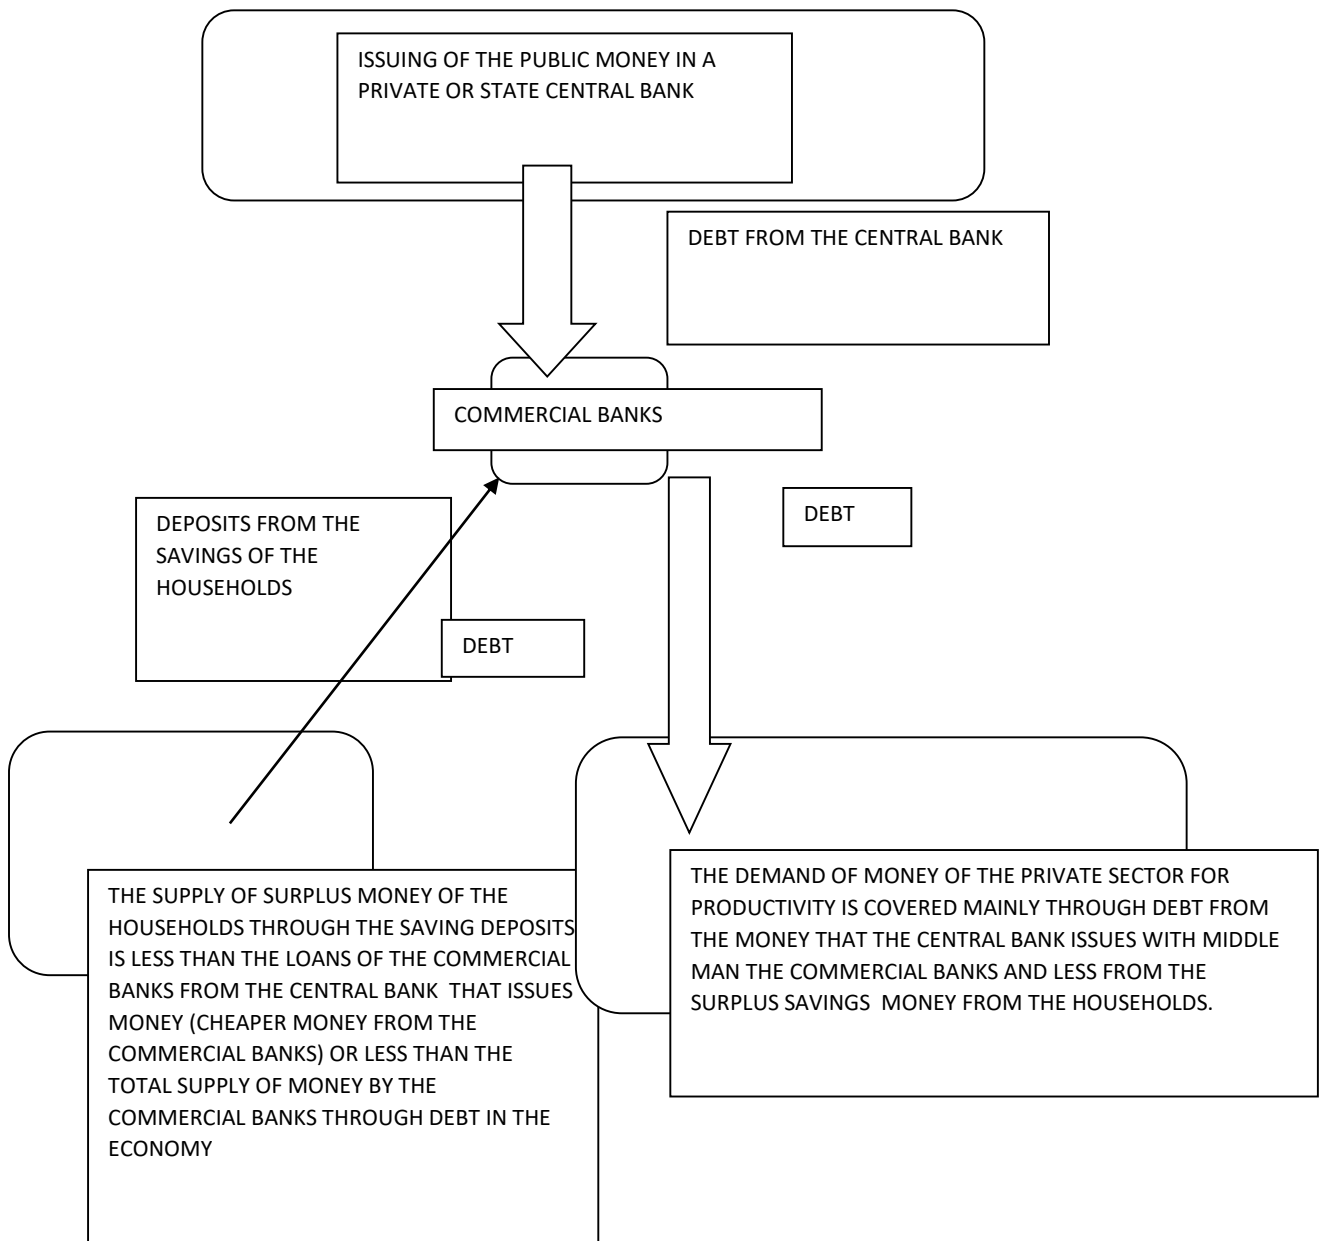 ISSUING OF THE PUBLIC MONEY IN A
PRIVATE OR STATE CENTRAL BANK
DEBT FROM THE CENTRAL BANK
COMMERCIAL BANKS
DEBT
DEPOSITS FROM THE
SAVINGS OF THE
HOUSEHOLDS
DEBT
THE SUPPLY OF SURPLUS MONEY OF THE
HOUSEHOLDS THROUGH THE SAVING DEPOSITS
IS LESS THAN THE LOANS OF THE COMMERCIAL
BANKS FROM THE CENTRAL BANK THAT ISSUES
MONEY (CHEAPER MONEY FROM THE
COMMERCIAL BANKS) OR LESS THAN THE
TOTAL SUPPLY OF MONEY BY THE
COMMERCIAL BANKS THROUGH DEBT IN THE
ECONOMY
THE DEMAND OF MONEY OF THE PRIVATE SECTOR FOR
PRODUCTIVITY IS COVERED MAINLY THROUGH DEBT FROM
THE MONEY THAT THE CENTRAL BANK ISSUES WITH MIDDLE
MAN THE COMMERCIAL BANKS AND LESS FROM THE
SURPLUS SAVINGS MONEY FROM THE HOUSEHOLDS.